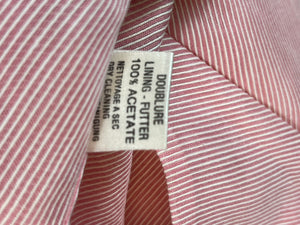 DOUBLURE
LINING - FUTTER
100% ACETATE
NETTOYAGE A SEC
DRY CLEANING